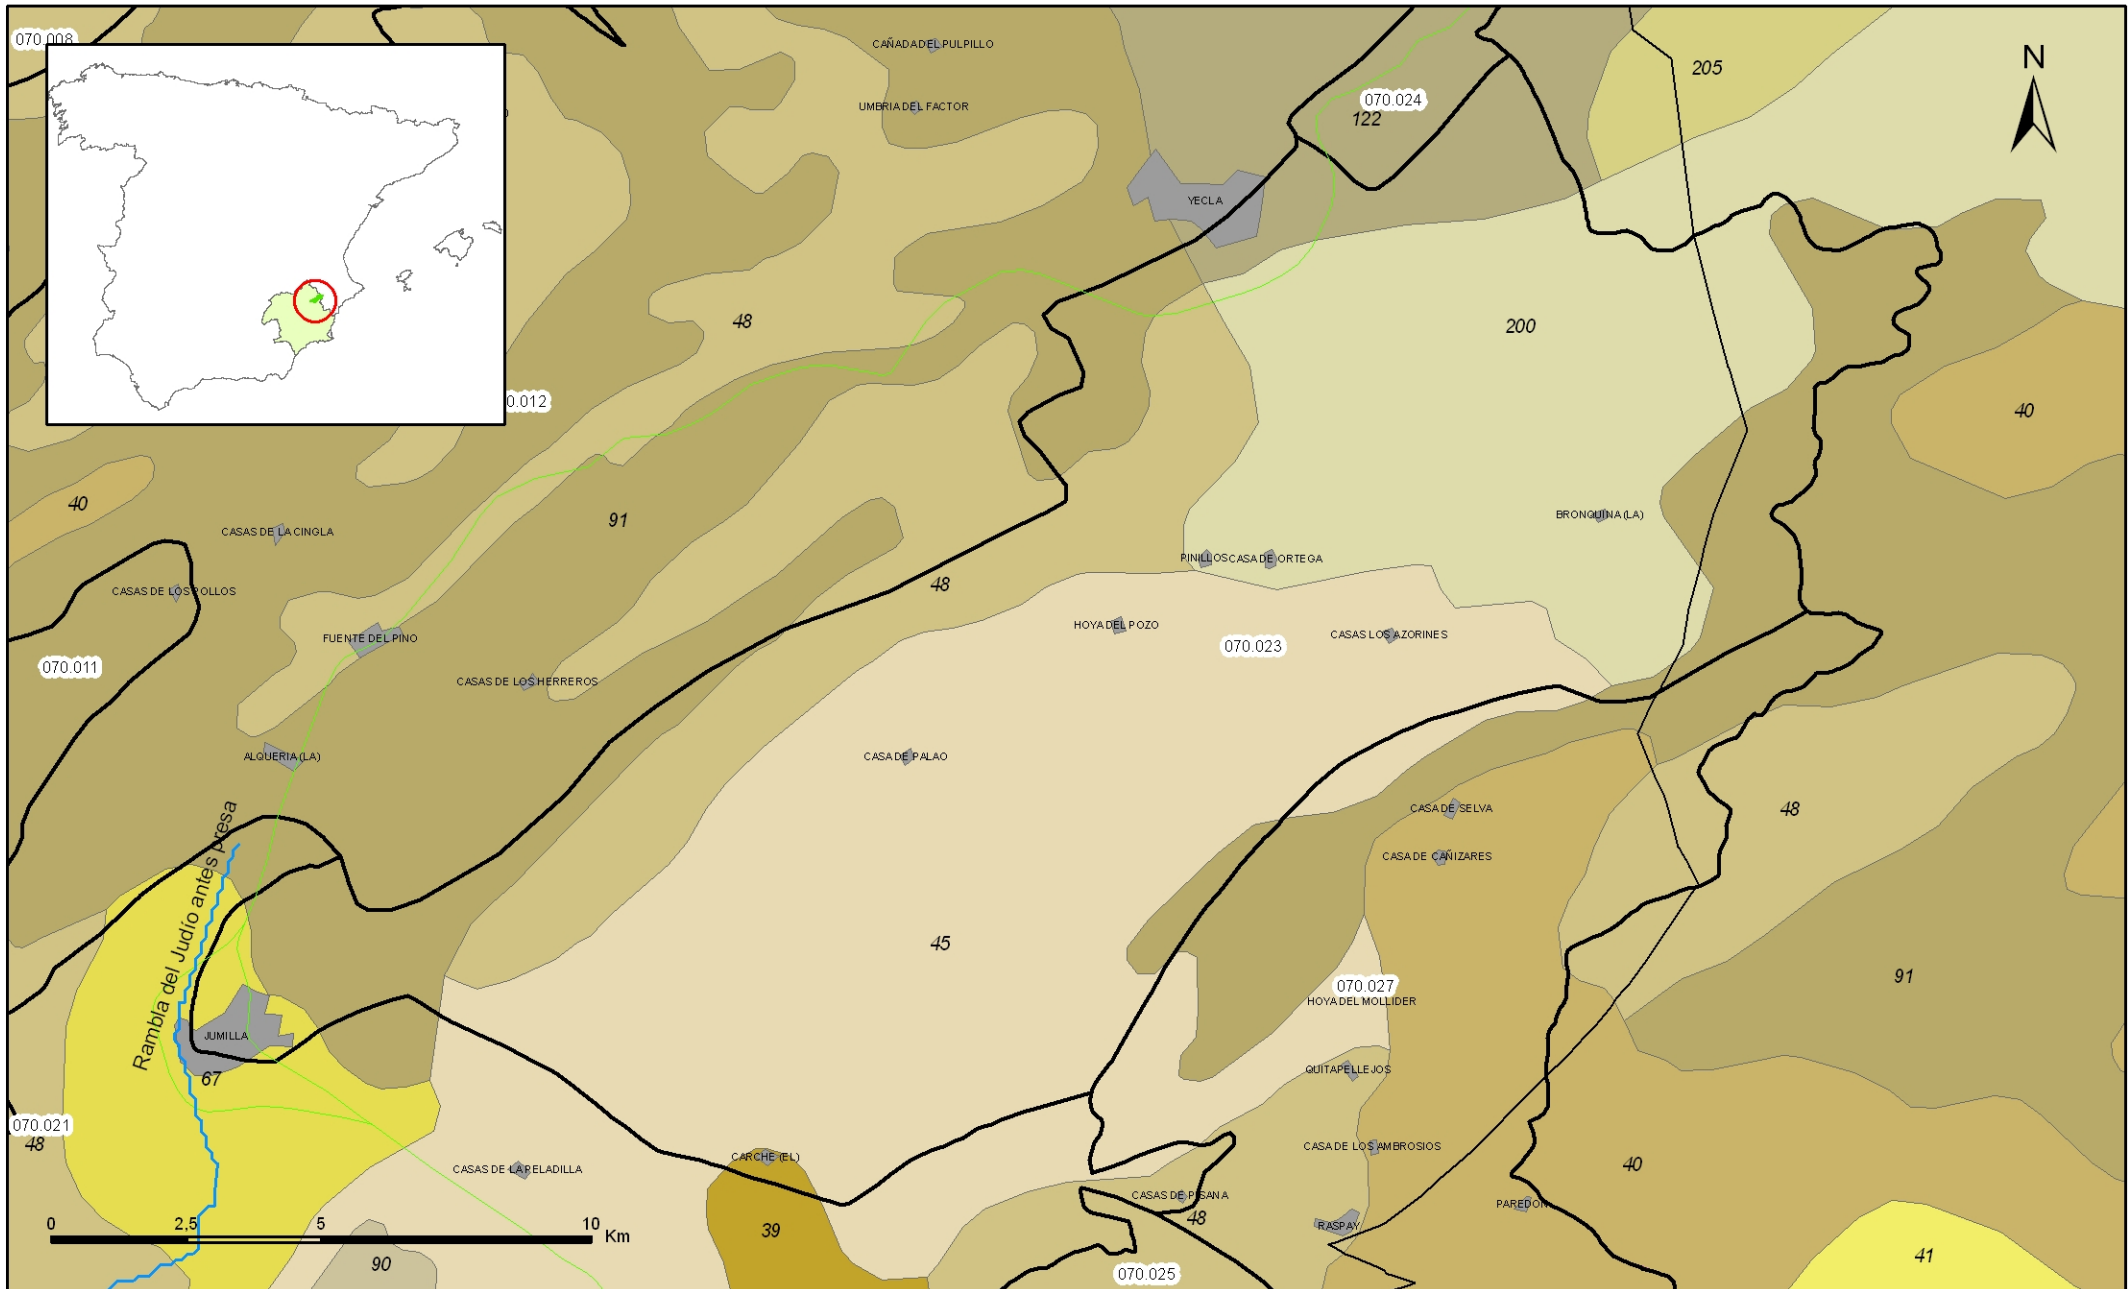 070.008
CAÑADA DEL PULPILLO
N
205
UMBRIA DEL FACTOR
070.024
122
YECLA
48
200
0.012
40
40
91
CASAS DE LA CINGLA
BRONQUINA (LA)
PINILLOS
CASA DE ORTEGA
CASAS DE LOS POLLOS
48
HOYA DEL POZO
CASAS LOS AZORINES
FUENTE DEL PINO
070.023
070.011
CASAS DE LOS HERREROS
ALQUERIA (LA)
CASA DE PALAO
CASA DE SELVA
48
CASA DE CAÑIZARES
Rambla del Judío antes presa
45
91
070.027
HOYA DEL MOLLIDER
JUMILLA
67
QUITAPELLEJOS
070.021
48
CASA DE LOS AMBROSIOS
CARCHE (EL)
CASAS DE LA PELADILLA
40
CASAS DE PISANA
PAREDON
48
RASPAY
39
0 2,5 5 10
Km
41
90
070.025